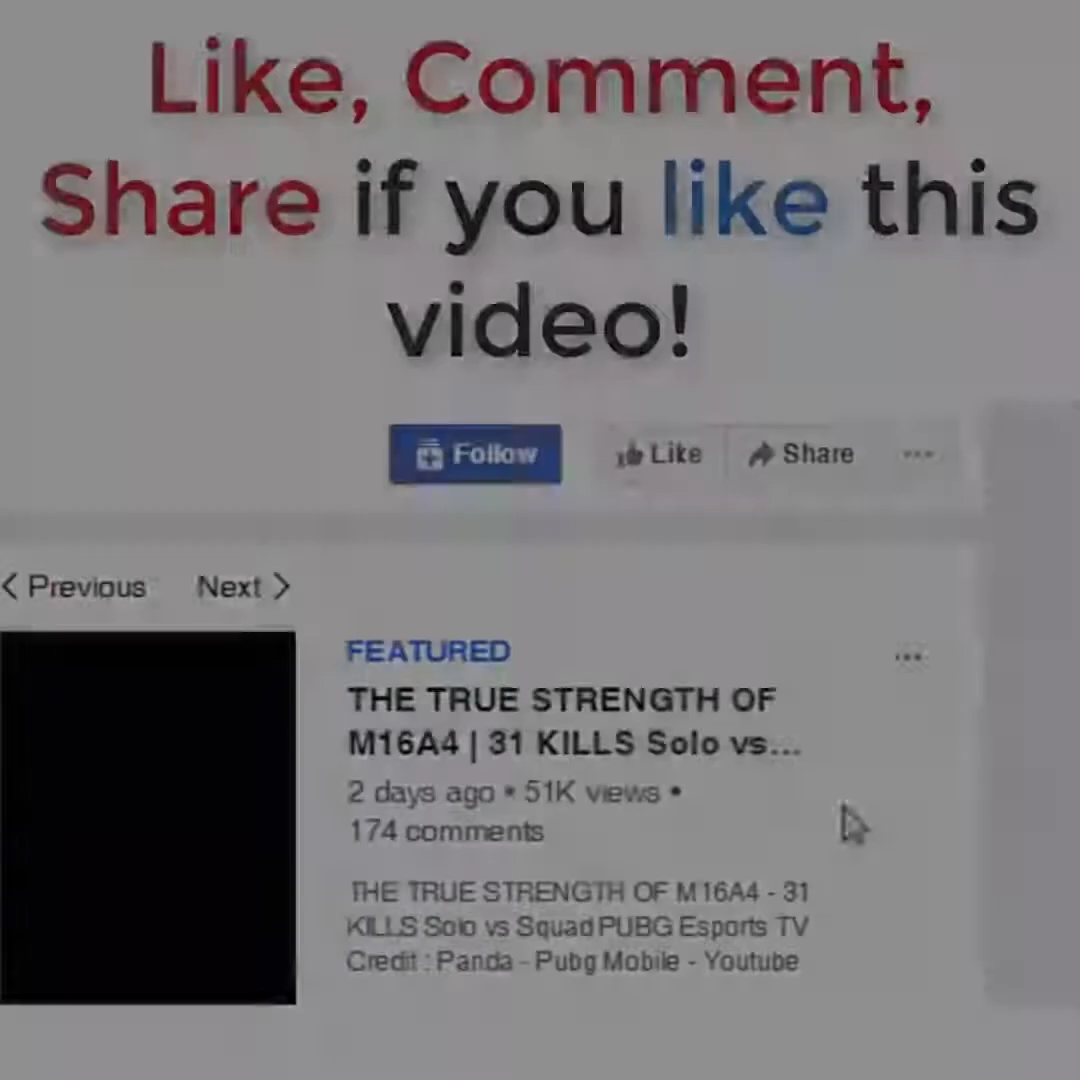 Like, Comment,
Share if you like this
video!
Follow Like Share ...
Previous Next
FEATURED ...
THE TRUE STRENGTH OF
M16A4 | 31 KILLS Solo vs...
2 days ago • 51K views •
174 comments
THE TRUE STRENGTH OF M16A4 - 31
KILLS Solo vs Squad PUBG Esports TV
Credit : Panda - Pubg Mobile - Youtube